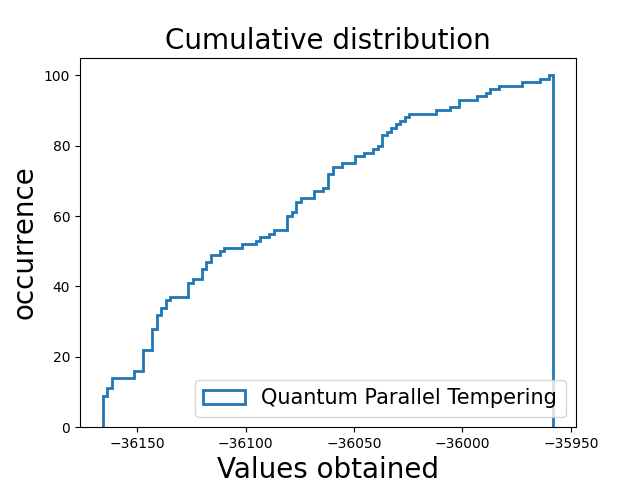 Cumulative distribution
occurrence
100
80
60
40
20
0
Quantum Parallel Tempering
−36150 −36100 −36050 −36000 −35950
Values obtained